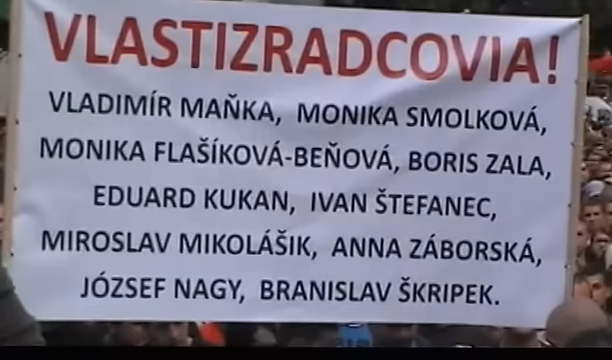 VLASTIZRADCOVIA!
VLADIMÍR MAŇKA, MONIKA SMOLKOVÁ,
MONIKA FLAŠÍKOVÁ-BEŇOVÁ, BORIS ZALA,
EDUARD KUKAN, IVAN ŠTEFANEC,
MIROSLAV MIKOLÁŠIK, ANNA ZÁBORSKÁ,
JÓZSEF NAGY, BRANISLAV ŠKRIPEK.